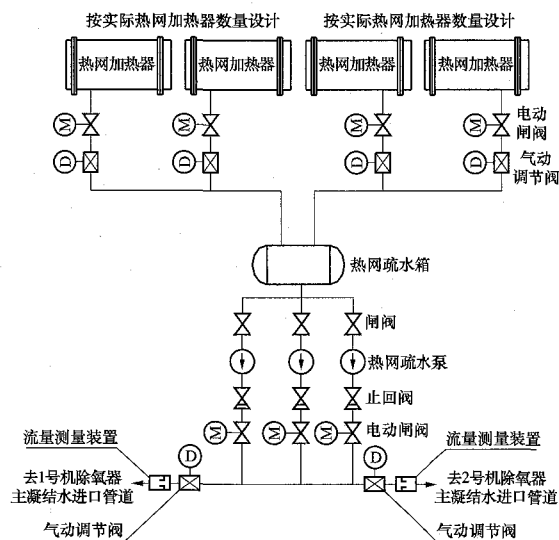 按实际热网加热器数量设计 按实际热网加热器数量设计
热网加热器 热网加热器 热网加热器 热网加热器
M M M M 电动
闸阀
D D D D 气动
调节阀
热网疏水箱
闸阀
热网疏水泵
止回阀
M M M 电动闸阀
流量测量装置 D D 流量测量装置
去1号机除氧器 去2号机除氧器
主凝结水进口管道 主凝结水进口管道
气动调节阀 气动调节阀